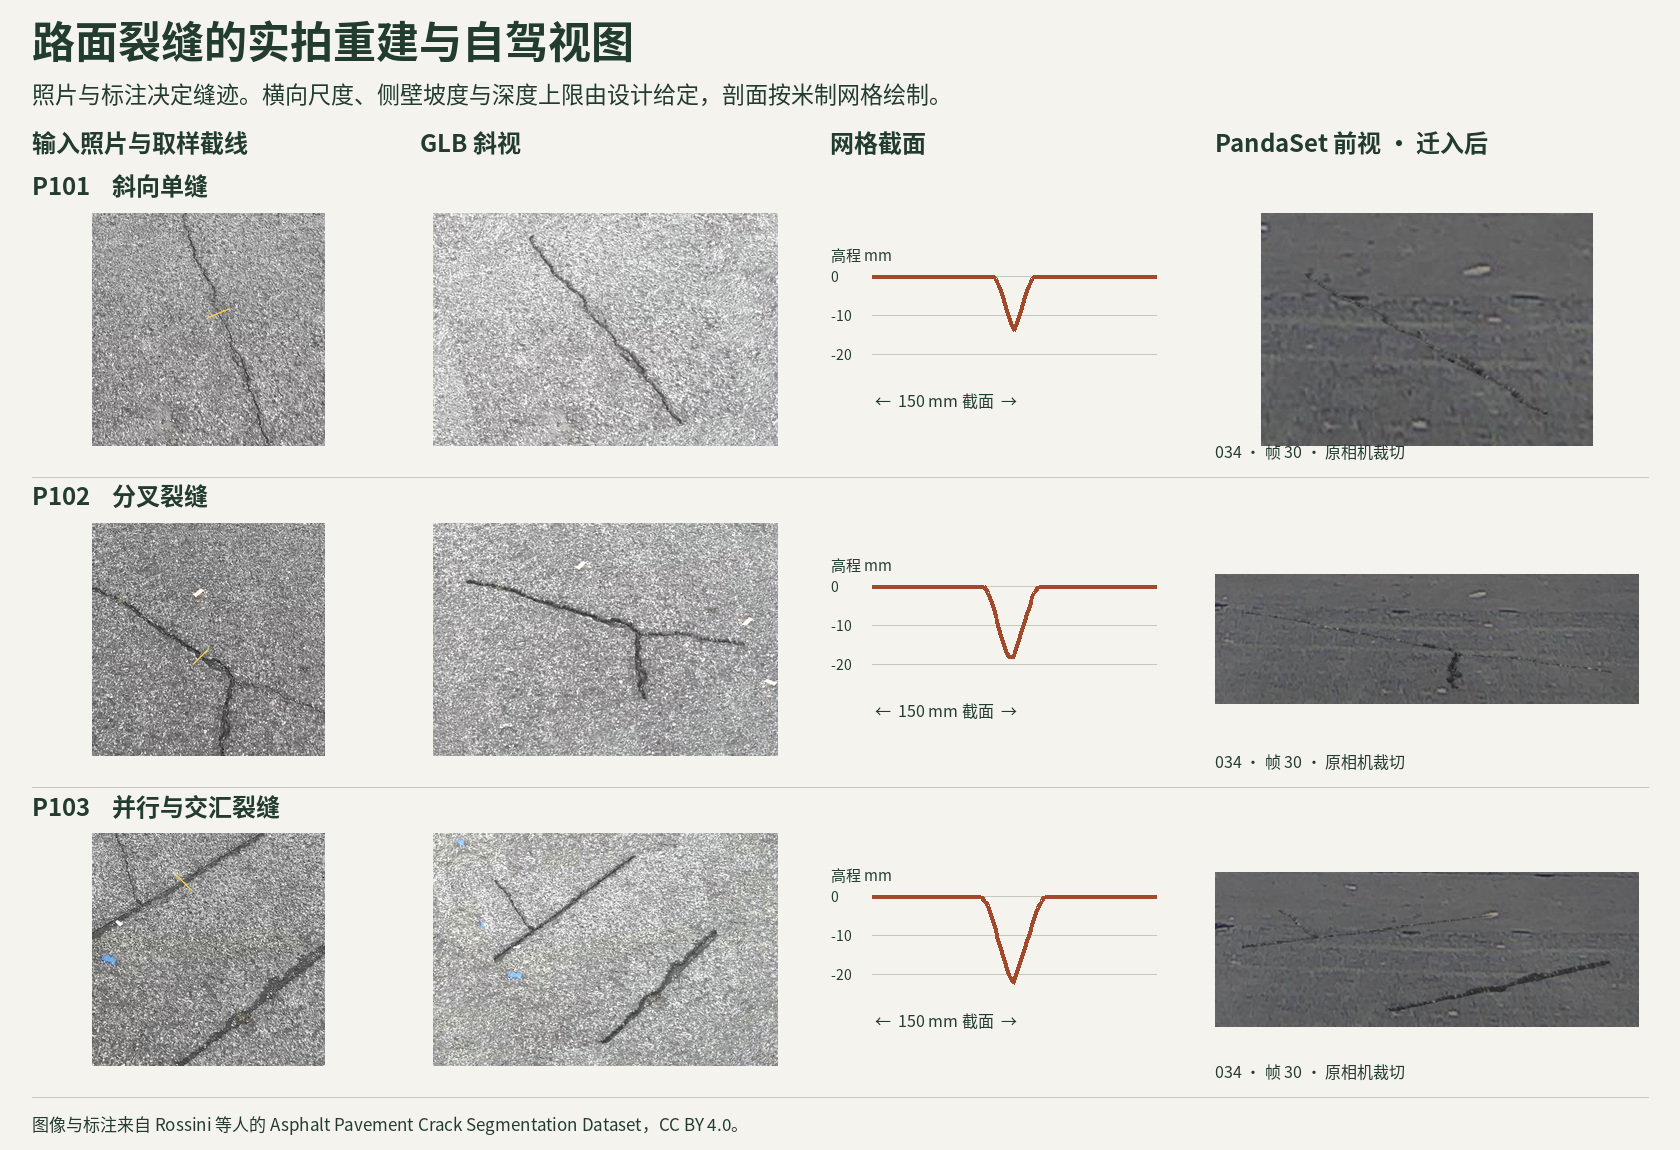 路面裂缝的实拍重建与自驾视图
照片与标注决定缝迹。横向尺度、侧壁坡度与深度上限由设计给定，剖面按米制网格绘制。
输入照片与取样截线
GLB 斜视
网格截面
PandaSet 前视 · 迁入后
P101 斜向单缝
高程 mm
0
-10
-20
← 150 mm 截面 →
034 · 帧 30 · 原相机裁切
P102 分叉裂缝
高程 mm
0
-10
-20
← 150 mm 截面 →
034 · 帧 30 · 原相机裁切
P103 并行与交汇裂缝
高程 mm
0
-10
-20
← 150 mm 截面 →
034 · 帧 30 · 原相机裁切
图像与标注来自 Rossini 等人的 Asphalt Pavement Crack Segmentation Dataset，CC BY 4.0。